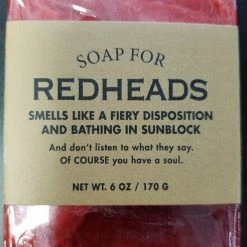 SOAP FOR
REDHEADS
SMELLS LIKE A FIERY DISPOSITION
AND BATHING IN SUNBLOCK
And don't listen to what they say.
OF COURSE you have a soul.
NET WT. 6 OZ / 170 G